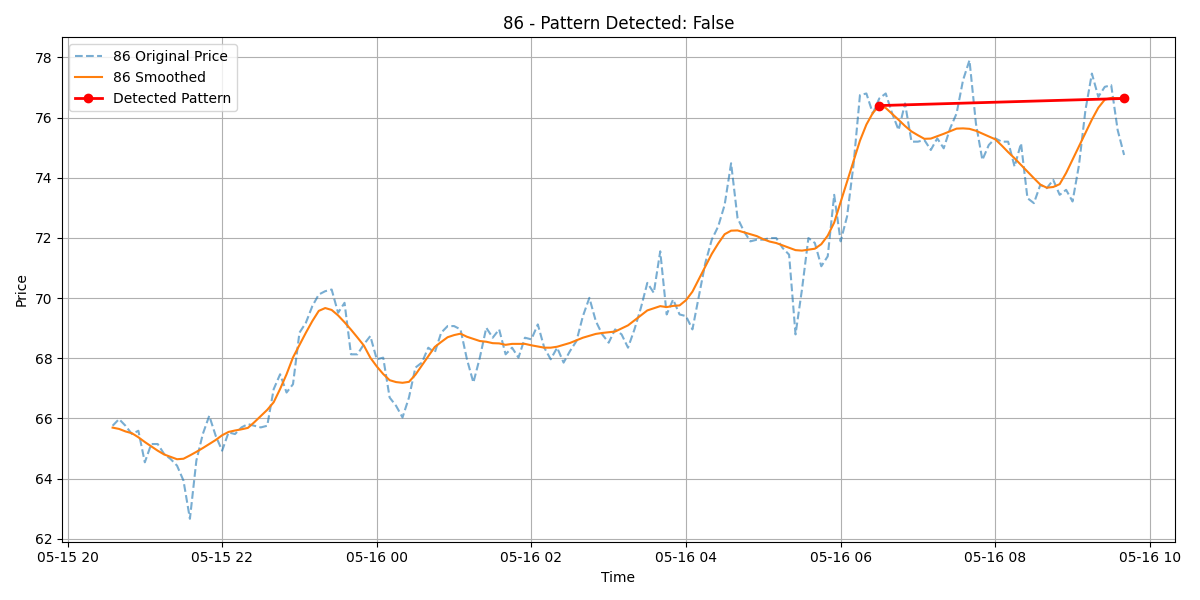 86 - Pattern Detected: False
86 Original Price
86 Smoothed
Detected Pattern
Price
78
76
74
72
70
68
66
64
62
05-15 20
05-15 22
05-16 00
05-16 02
05-16 04
05-16 06
05-16 08
05-16 10
Time